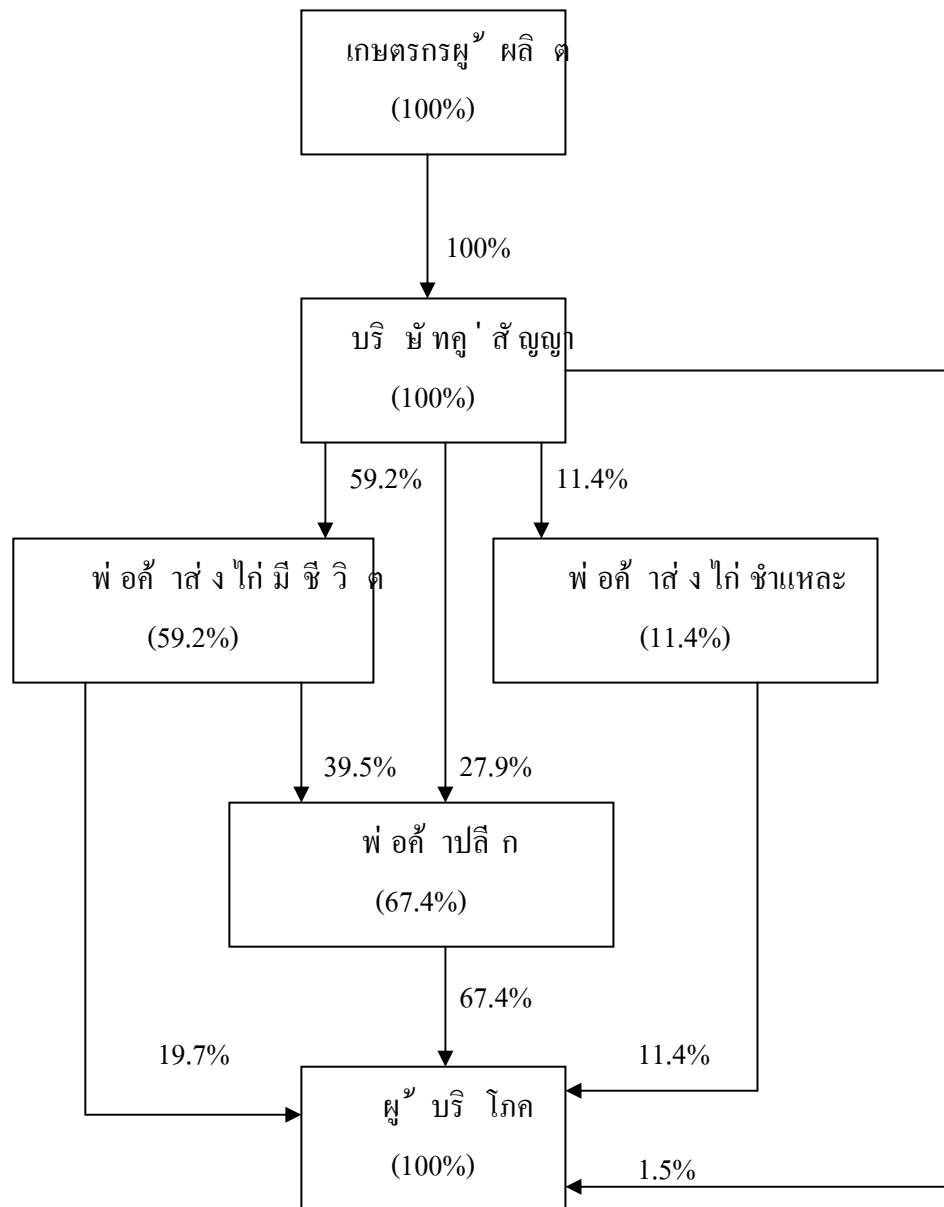 เกษตรกรผู้ผลิต
(100%)
100%
บริษัทคู่สัญญา
(100%)
59.2%
11.4%
พ่อค้าส่งไก่มีชีวิต
(59.2%)
พ่อค้าส่งไก่ชำแหละ
(11.4%)
39.5%
27.9%
พ่อค้าปลีก
(67.4%)
67.4%
19.7%
11.4%
ผู้บริโภค
(100%)
1.5%